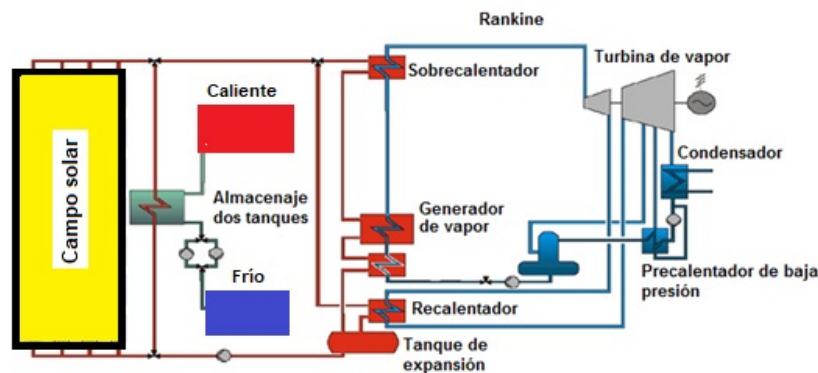 Rankine
Turbina de vapor
Sobrecalentador
Caliente
Campo solar
Condensador
Almacenaje
dos tanques
Generador
de vapor
Frío
Precalentador de baja
presión
Recalentador
Tanque de
expansión